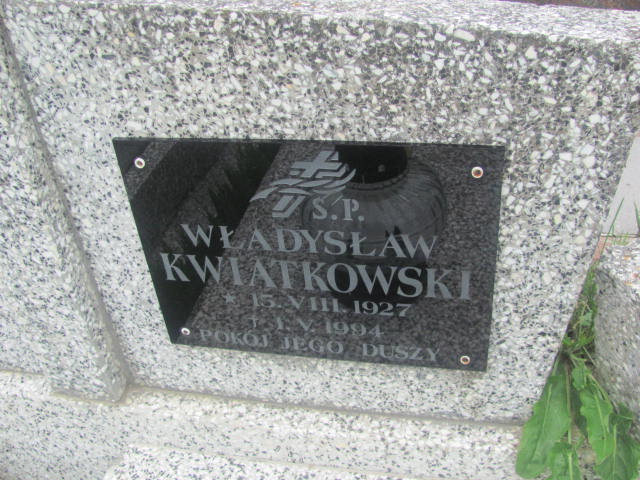 Ś.P.
WŁADYSŁAW
KWIATKOWSKI
* 15.VIII.1927
† 1.V.1994
POKÓJ JEGO DUSZY